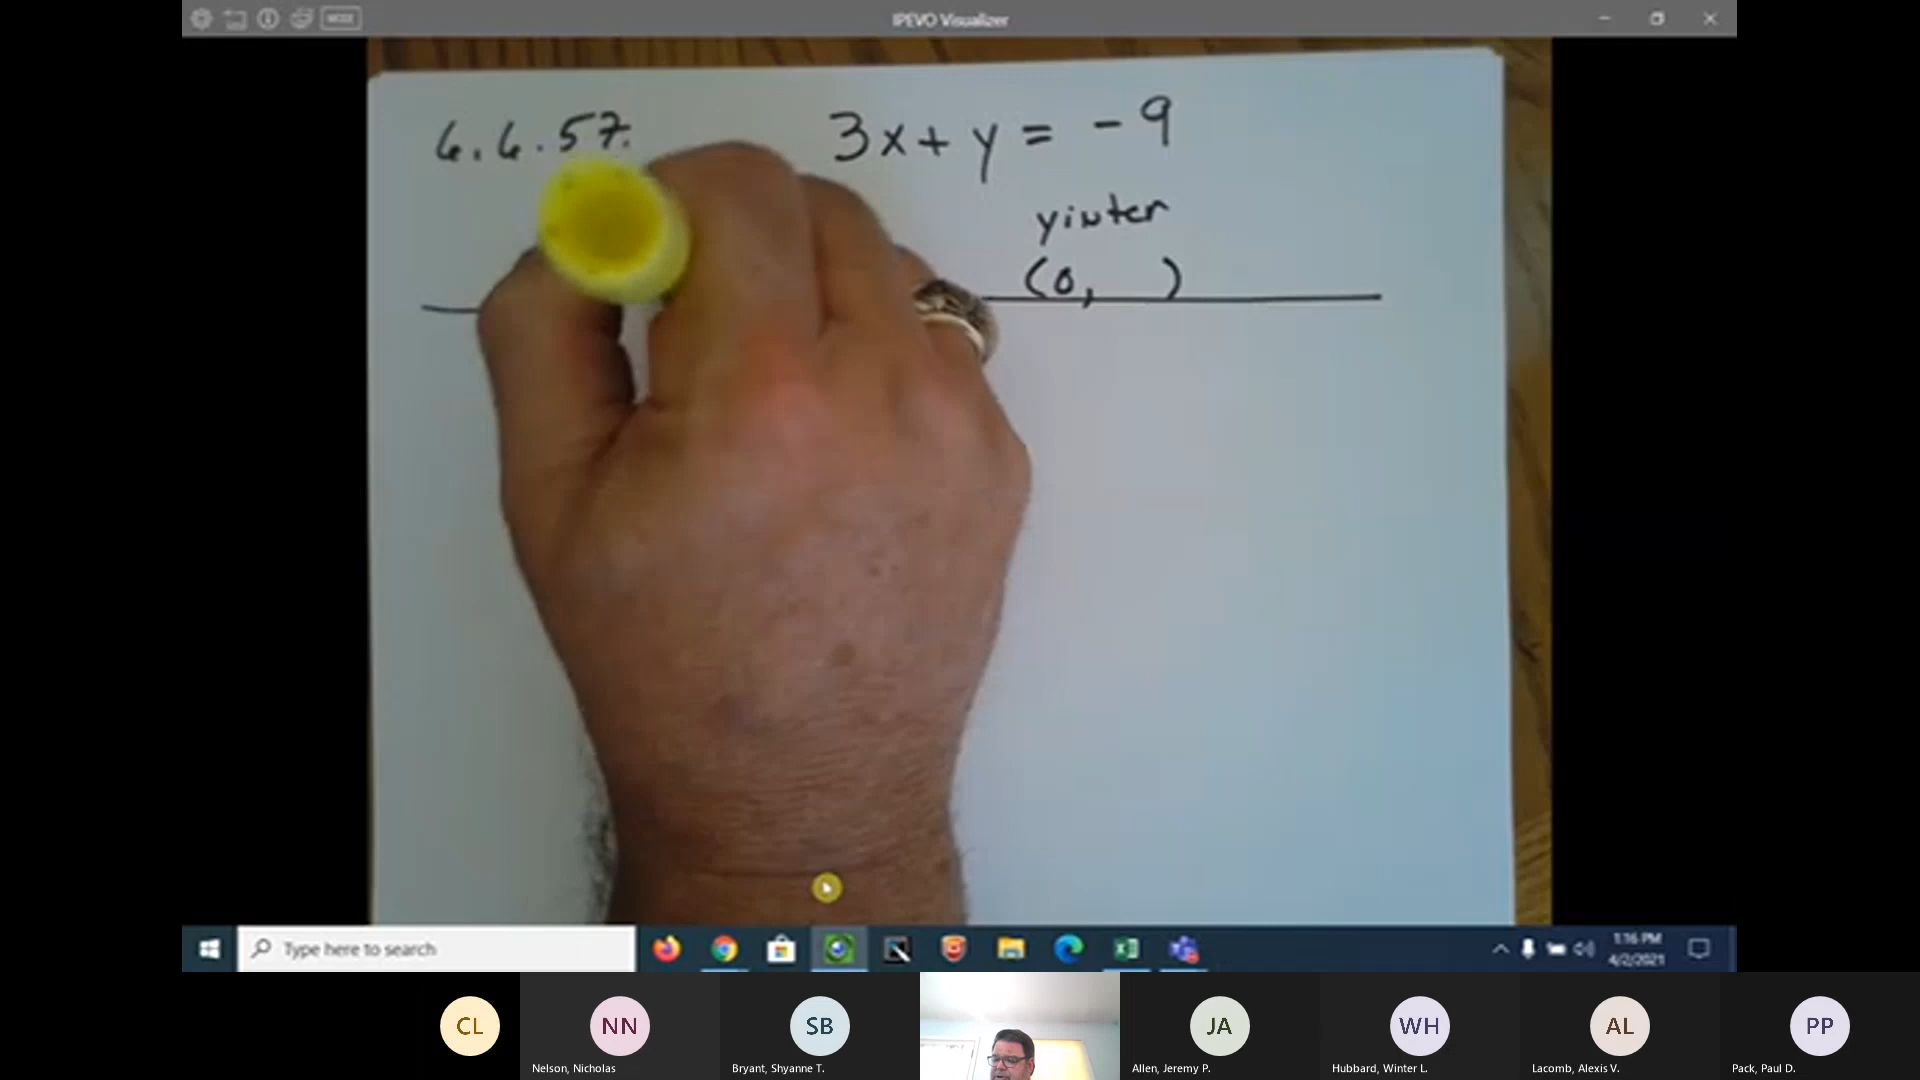 IPEVO Visualizer
6.6.57.
3x + y = -9
yinter
(0, )
Type here to search
1:16 PM
4/2/2021
CL
NN
SB
JA
WH
AL
PP
Nelson, Nicholas
Bryant, Shyanne T.
Allen, Jeremy P.
Hubbard, Winter L.
Lacomb, Alexis V.
Pack, Paul D.